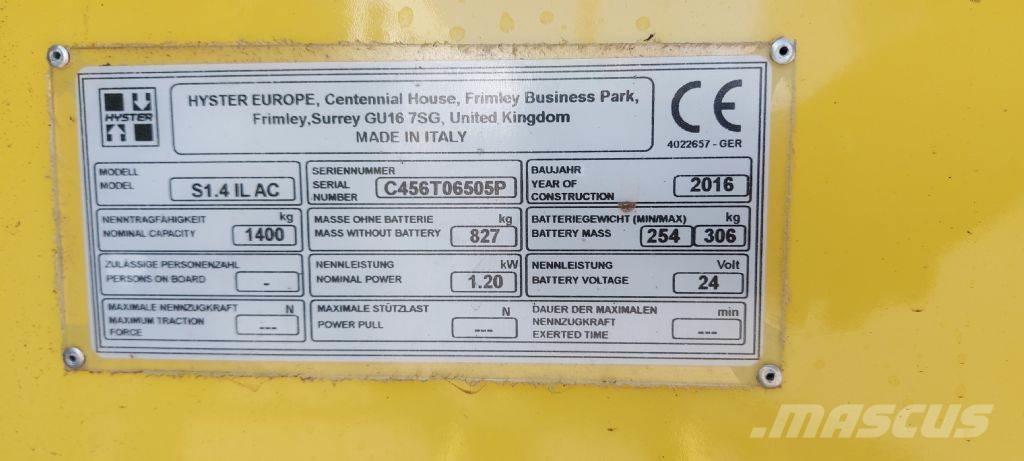 HYSTER
HYSTER EUROPE, Centennial House, Frimley Business Park,
Frimley,Surrey GU16 7SG, United Kingdom
MADE IN ITALY
CE
4022657 - GER
MODELL
MODEL
S1.4 IL AC
SERIENNUMMER
SERIAL
NUMBER
C456T06505P
BAUJAHR
YEAR OF
CONSTRUCTION
2016
NENNTRAGFÄHIGKEIT kg
NOMINAL CAPACITY 1400
MASSE OHNE BATTERIE kg
MASS WITHOUT BATTERY 827
BATTERIEGEWICHT (MIN/MAX) kg
BATTERY MASS 254 306
ZULÄSSIGE PERSONENZAHL
PERSONS ON BOARD -
NENNLEISTUNG kW
NOMINAL POWER 1.20
NENNLEISTUNG Volt
BATTERY VOLTAGE 24
MAXIMALE NENNZUGKRAFT N
MAXIMUM TRACTION
FORCE ---
MAXIMALE STÜTZLAST N
POWER PULL ---
DAUER DER MAXIMALEN min
NENNZUGKRAFT
EXERTED TIME ---
MASCUS